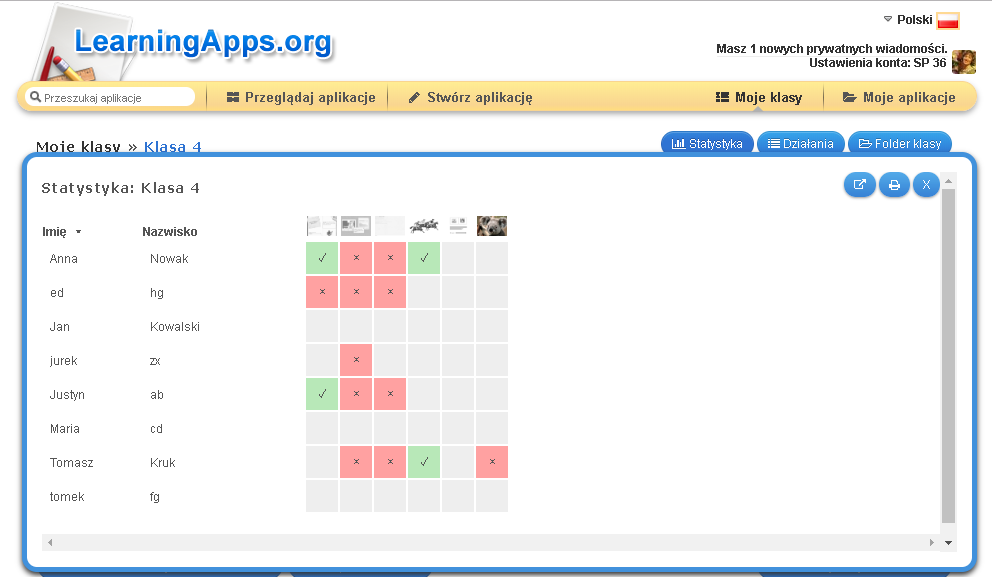 LearningApps.org
Polski
Masz 1 nowych prywatnych wiadomości.
Ustawienia konta: SP 36
Przeszukaj aplikacje
Przeglądaj aplikacje
Stwórz aplikację
Moje klasy
Moje aplikacje
Moje klasy » Klasa 4
Statystyka
Działania
Folder klasy
Statystyka: Klasa 4
X
Imię Nazwisko
Anna Nowak ✓ × × ✓
ed hg × × ×
Jan Kowalski
jurek zx ×
Justyn ab ✓ × ×
Maria cd
Tomasz Kruk × × ✓ ×
tomek fg